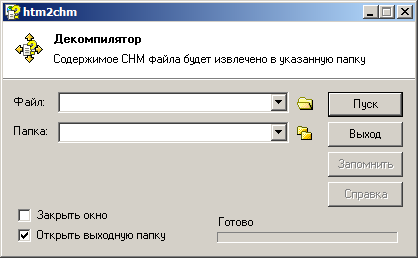 htm2chm
Декомпилятор
Содержимое CHM файла будет извлечено в указанную папку
Файл:
Пуск
Папка:
Выход
Запомнить
Справка
Закрыть окно
Готово
Открыть выходную папку